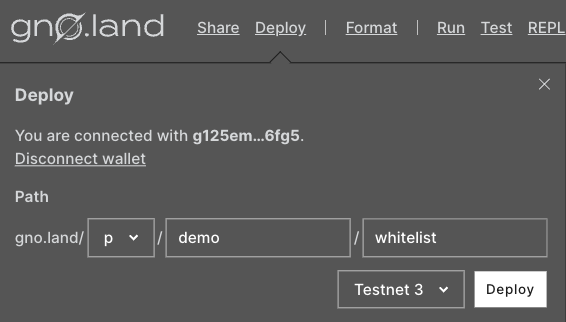 gno.land Share Deploy | Format | Run Test REPL
Deploy
You are connected with g125em...6fg5.
Disconnect wallet
Path
gno.land/ p / demo / whitelist
Testnet 3 Deploy